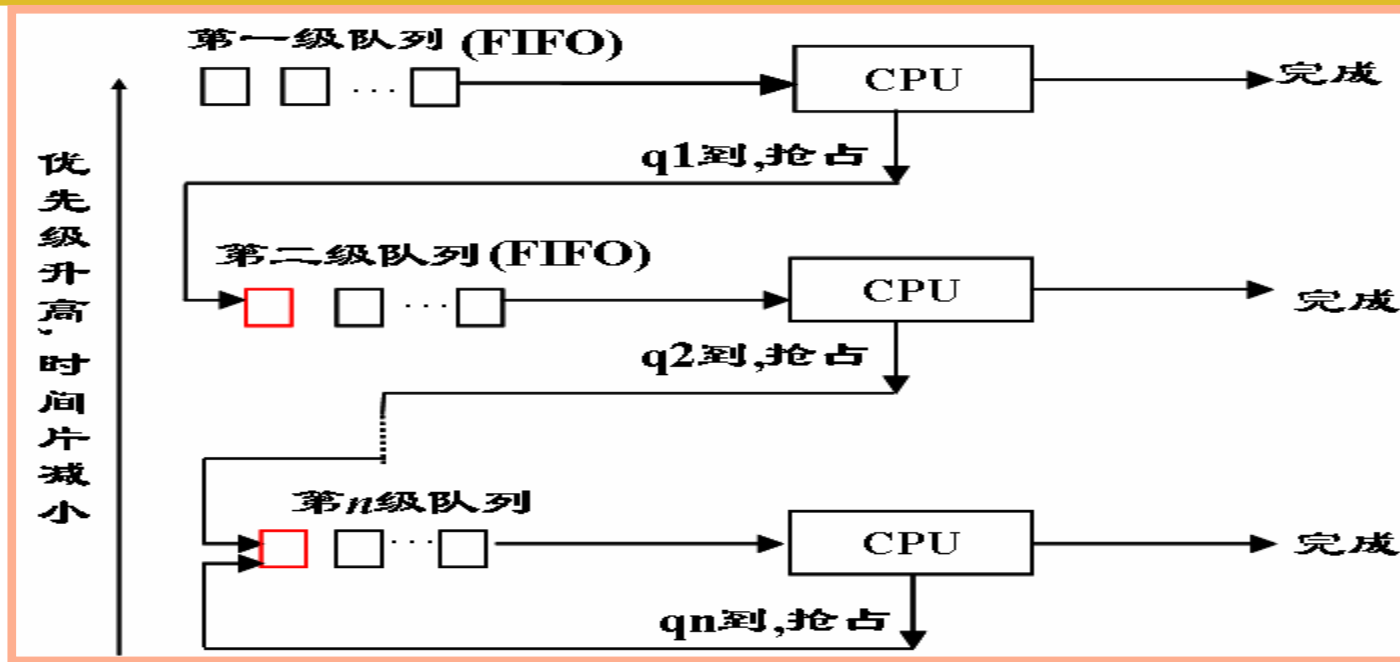 第一级队列 (FIFO)
CPU
完成
q1到,抢占
优先级升高,时间片减小
第二级队列 (FIFO)
CPU
完成
q2到,抢占
第n级队列
CPU
完成
qn到,抢占